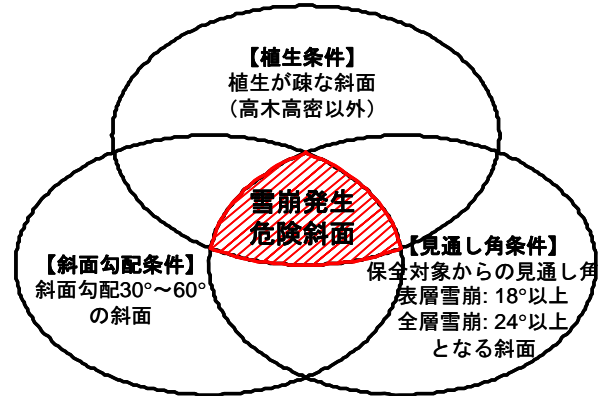 【植生条件】
植生が疎な斜面
（高木高密以外）
雪崩発生
危険斜面
【斜面勾配条件】
斜面勾配30°～60°
の斜面
【見通し角条件】
保全対象からの見通し角
表層雪崩: 18°以上
全層雪崩: 24°以上
となる斜面